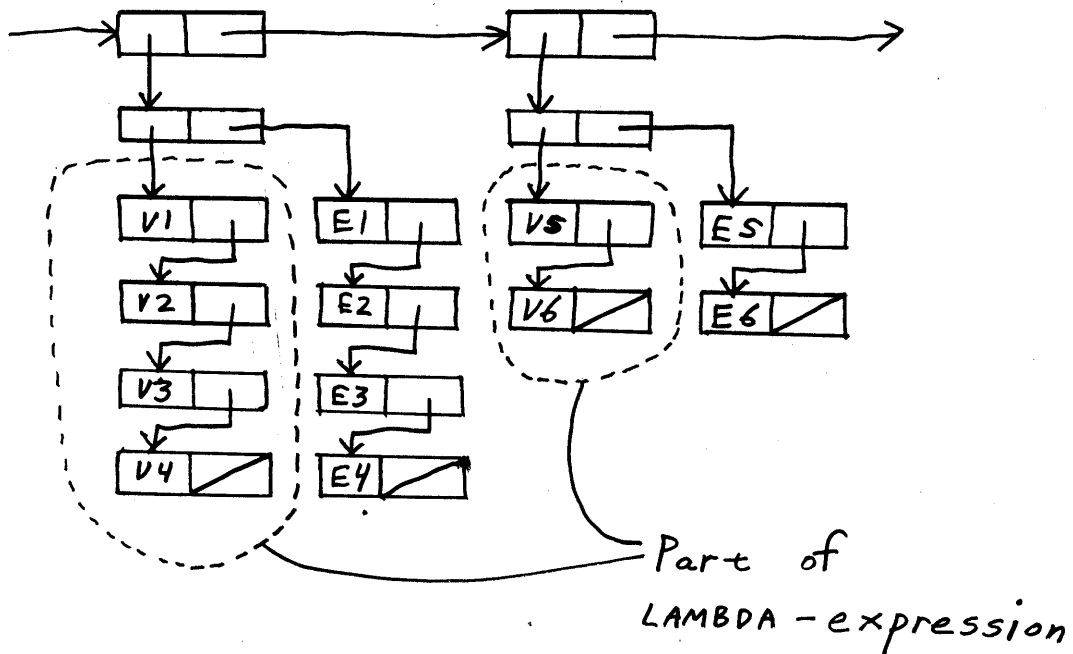 V1 E1 V5 E5
V2 E2 V6 E6
V3 E3
V4 E4
Part of
LAMBDA - expression